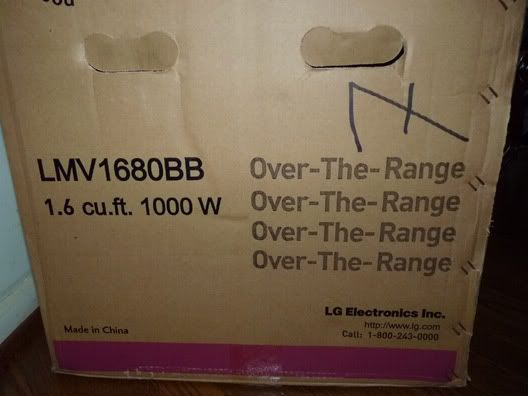 LMV1680BB
1.6 cu.ft. 1000 W
Over-The-Range
Over-The-Range
Over-The-Range
Over-The-Range
LG Electronics Inc.
http://www.lg.com
Call: 1-800-243-0000
Made in China